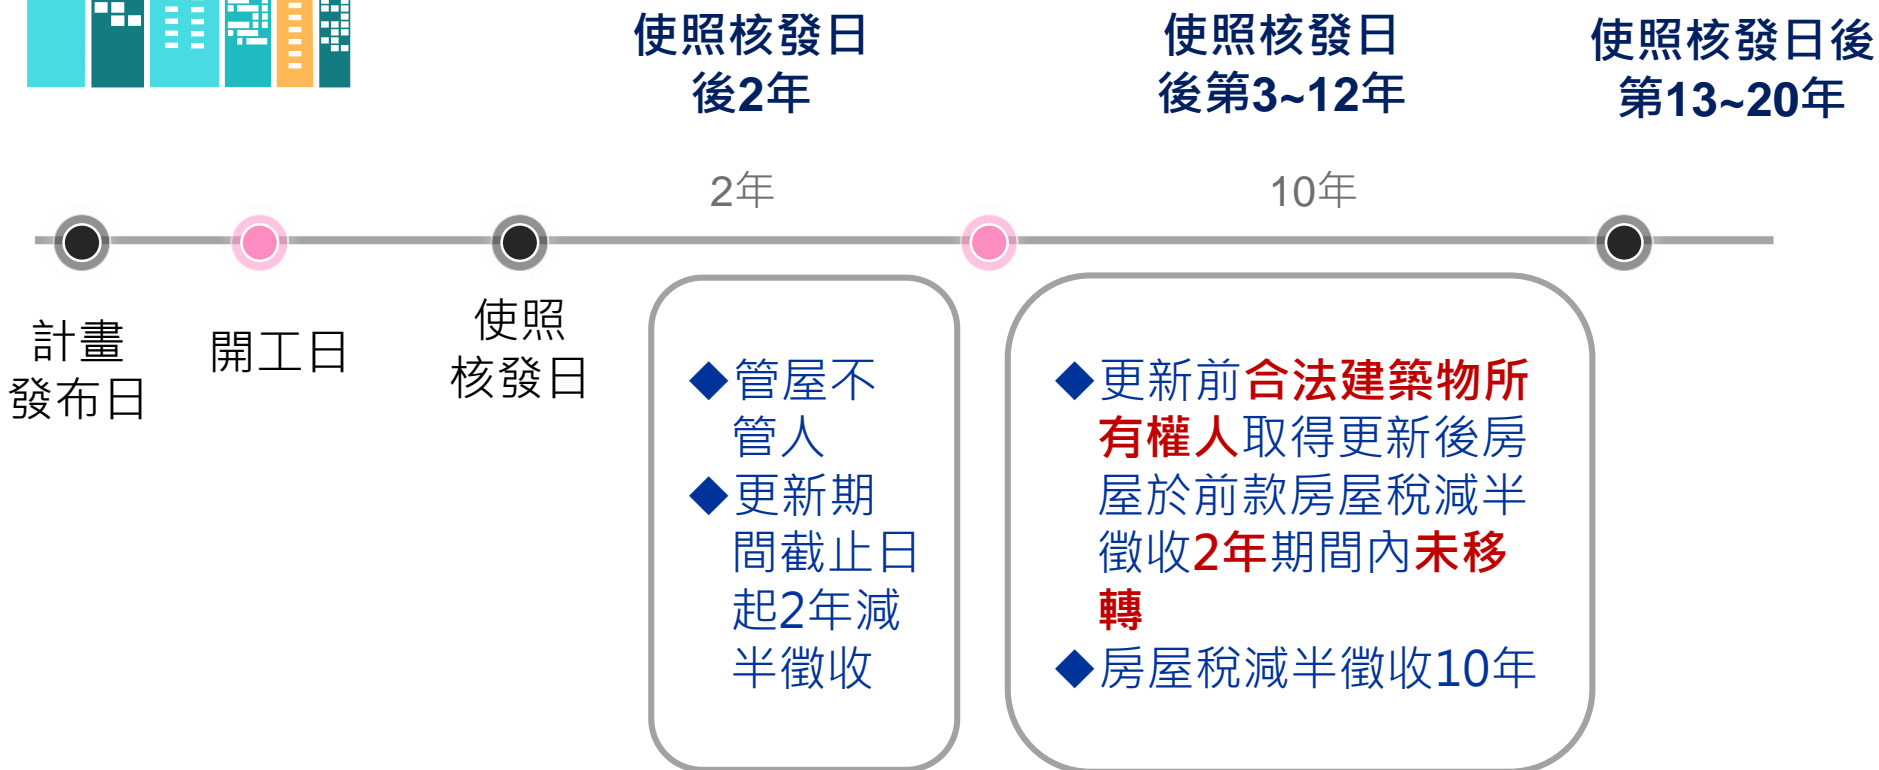 使照核發日
後2年
使照核發日
後第3~12年
使照核發日後
第13~20年
2年
10年
計畫
發布日
開工日
使照
核發日
◆管屋不
管人
◆更新期
間截止日
起2年減
半徵收
◆更新前合法建築物所
有權人取得更新後房
屋於前款房屋稅減半
徵收2年期間內未移
轉
◆房屋稅減半徵收10年